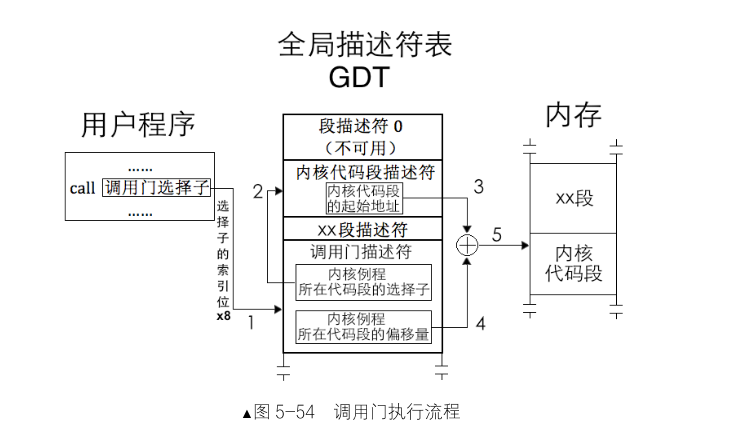 全局描述符表
GDT
用户程序
内存
……
call 调用门选择子
……
选择子的索引位x8
1
段描述符 0
（不可用）
内核代码段描述符
内核代码段
的起始地址
2
3
xx 段描述符
调用门描述符
内核例程
所在代码段的选择子
内核例程
所在代码段的偏移量
4
5
xx段
内核
代码段
▲图 5-54 调用门执行流程